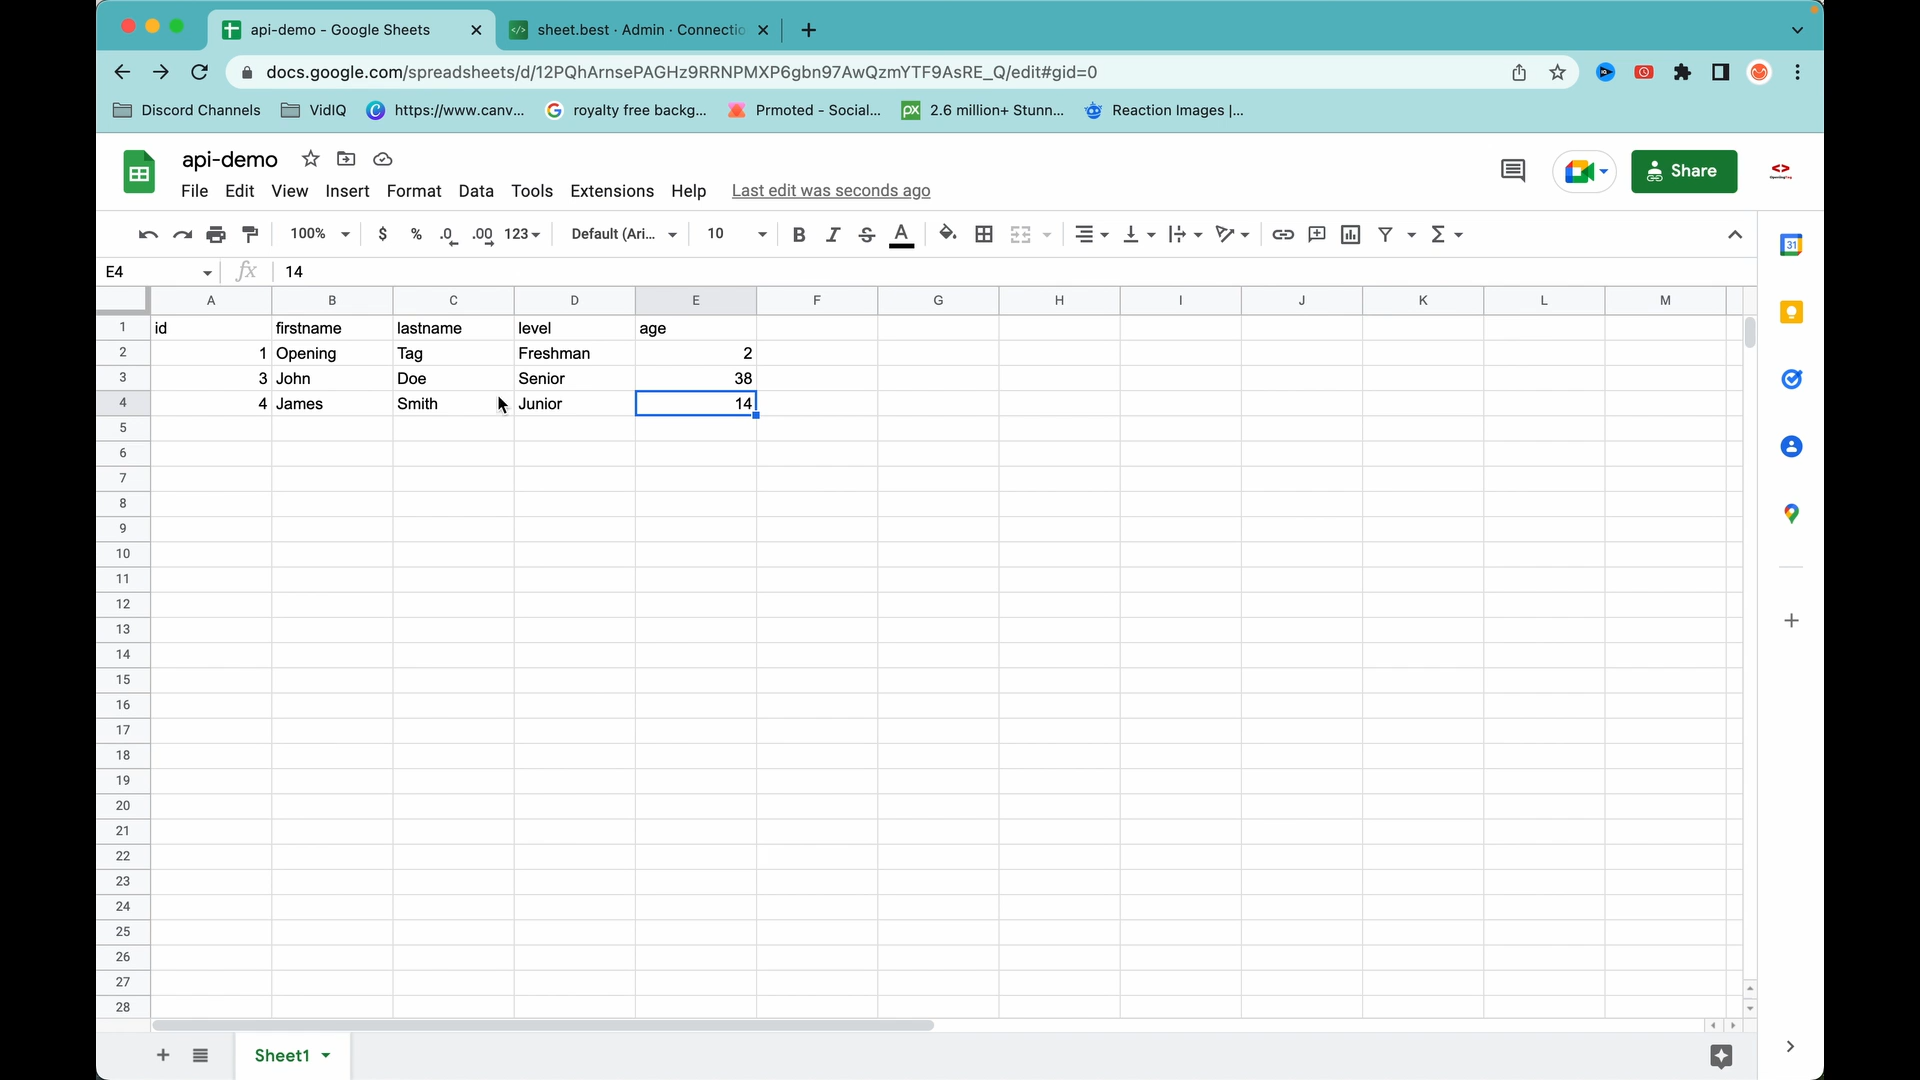 api-demo - Google Sheets
sheet.best · Admin · Connectio
docs.google.com/spreadsheets/d/12PQhArnsePAGHz9RRNPMXP6gbn97AwQzmYTF9AsRE_Q/edit#gid=0
Discord Channels VidIQ https://www.canv... royalty free backg... Prmoted - Social... 2.6 million+ Stunn... Reaction Images |...
api-demo
File Edit View Insert Format Data Tools Extensions Help Last edit was seconds ago
Share
100% $ % .0 .00 123 Default (Ari... 10 B I S A
E4 fx 14
A B C D E F G H I J K L M
1 id firstname lastname level age
2 1 Opening Tag Freshman 2
3 3 John Doe Senior 38
4 4 James Smith Junior 14
5
6
7
8
9
10
11
12
13
14
15
16
17
18
19
20
21
22
23
24
25
26
27
28
Sheet1